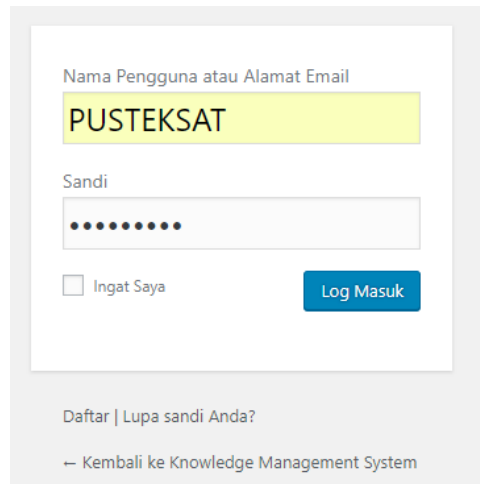 Nama Pengguna atau Alamat Email
PUSTEKSAT
Sandi
•••••••••
Ingat Saya
Log Masuk
Daftar | Lupa sandi Anda?
← Kembali ke Knowledge Management System